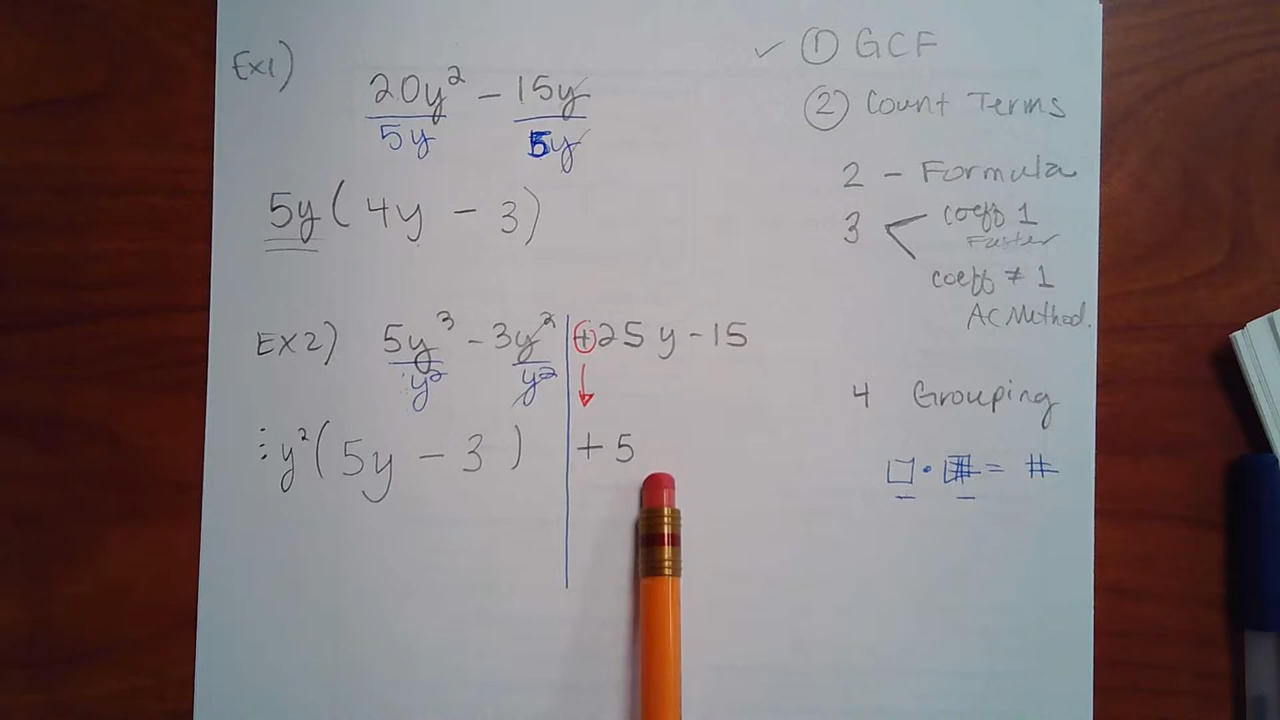 Ex1)
20y² - 15y
5y 5y
5y(4y - 3)
EX2) 5y³ - 3y² + 25y - 15
y² y²
y²(5y - 3) + 5
✓ ① GCF
② Count Terms
2 - Formula
3 < coeff 1
Faster
coeff ≠ 1
AC Method.
4 Grouping
□ · # = #